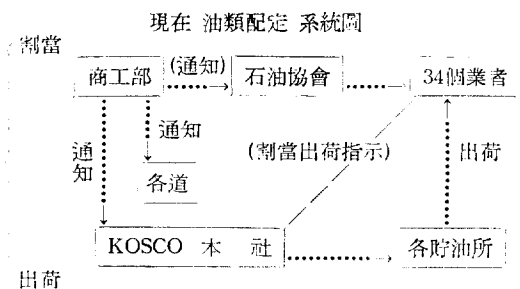 現在 油類配定 系統圖
割當
商工部 (通知) 石油協會 34個業者
通知
通知
(割當出荷指示) 出荷
各道
KOSCO 本 社 各貯油所
出荷